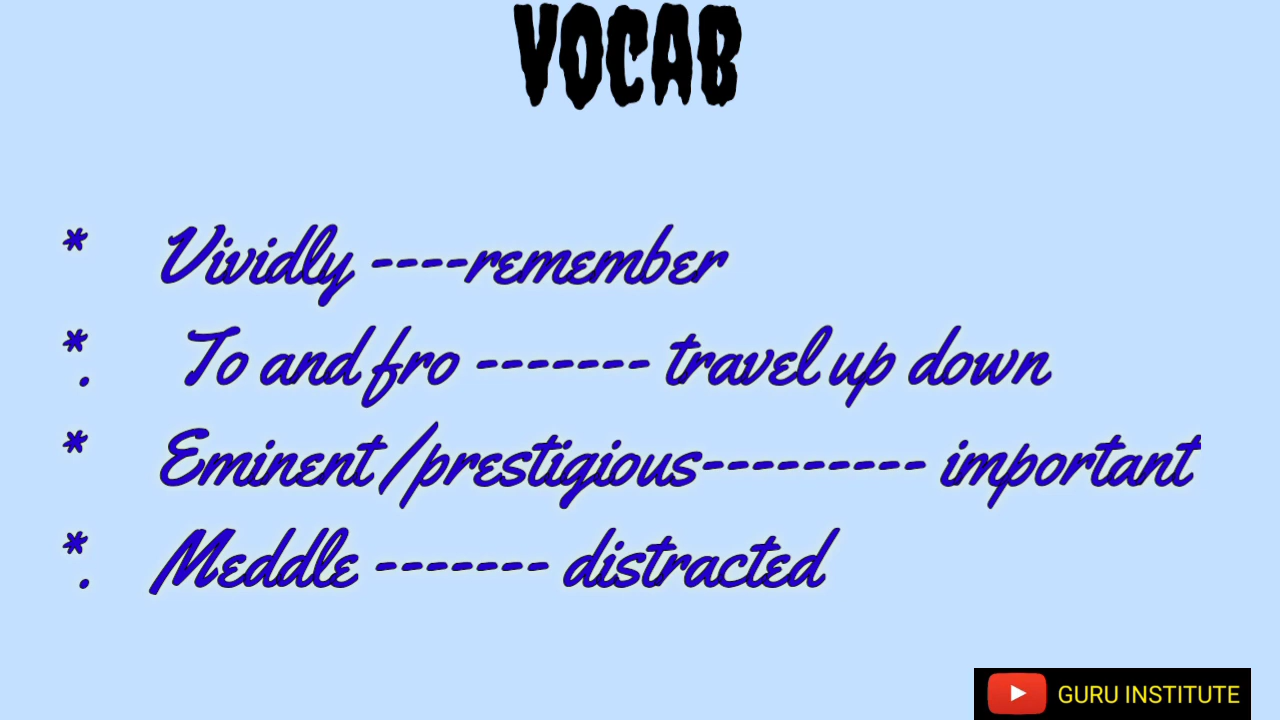 VOCAB
* Vividly ----remember
*. To and fro ------- travel up down
* Eminent/prestigious--------- important
*. Meddle ------- distracted
GURU INSTITUTE